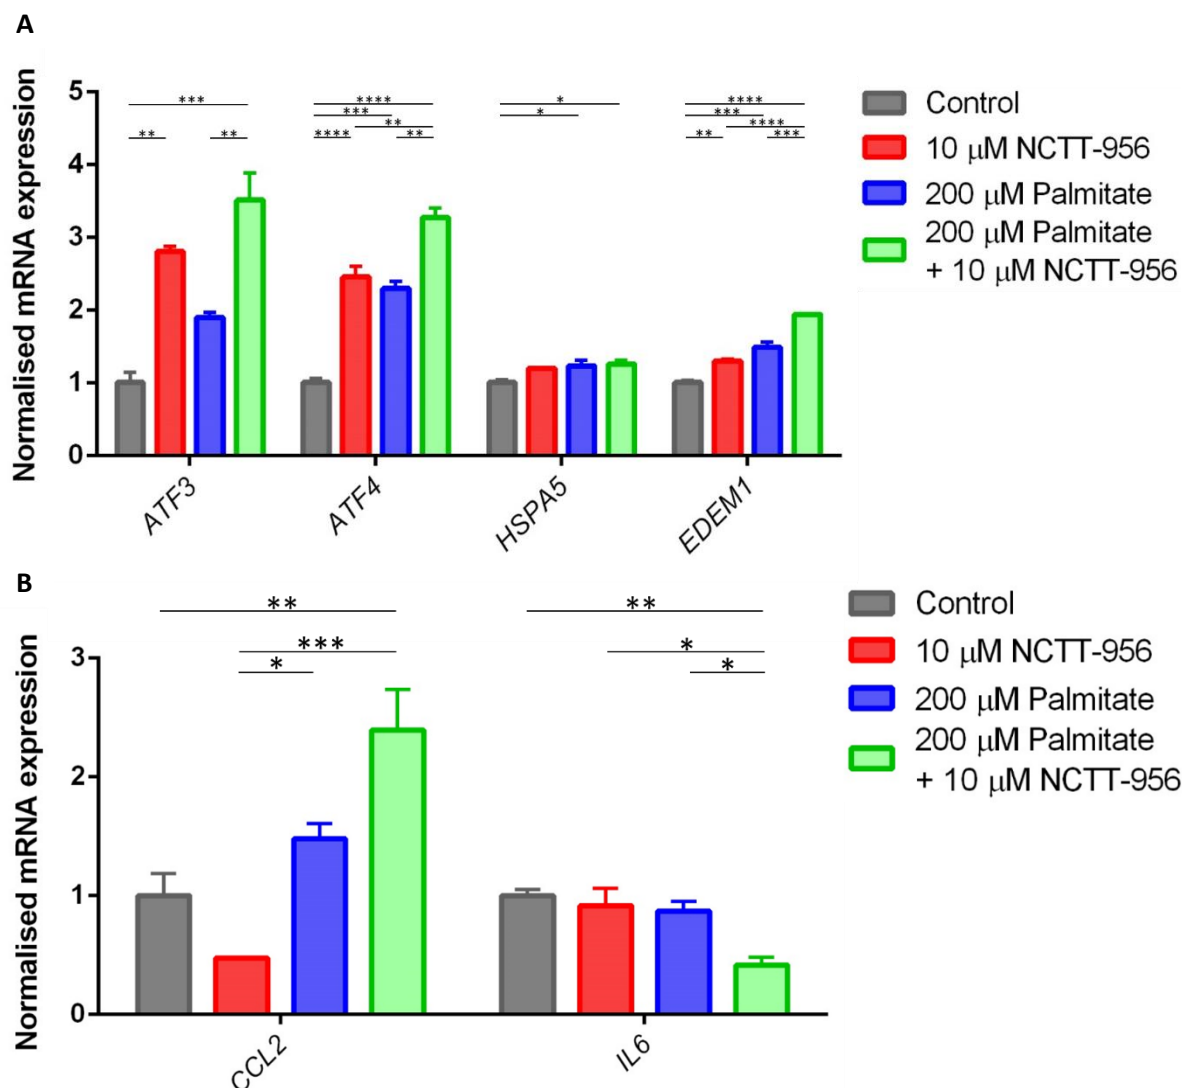 A
Normalised mRNA expression
5
4
3
2
1
0
*** 
** **
****
***
**
**** **
*
*
****
***
****
** ***
ATF3
ATF4
HSPA5
EDEM1
Control
10 μM NCTT-956
200 μM Palmitate
200 μM Palmitate
+ 10 μM NCTT-956
B
Normalised mRNA expression
3
2
1
0
**
***
*
**
*
*
CCL2
IL6
Control
10 μM NCTT-956
200 μM Palmitate
200 μM Palmitate
+ 10 μM NCTT-956